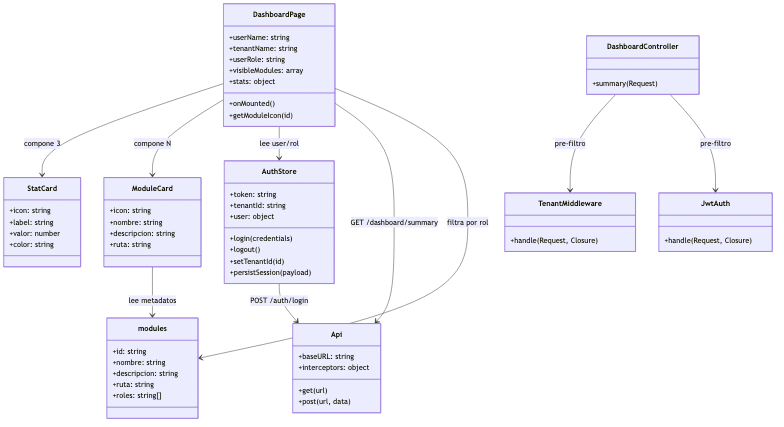 DashboardPage
+userName: string
+tenantName: string
+userRole: string
+visibleModules: array
+stats: object
+onMounted()
+getModuleIcon(id)
DashboardController
+summary(Request)
compone 3
compone N
lee user/rol
GET /dashboard/summary
filtra por rol
pre-filtro
pre-filtro
StatCard
+icon: string
+label: string
+valor: number
+color: string
ModuleCard
+icon: string
+nombre: string
+descripcion: string
+ruta: string
AuthStore
+token: string
+tenantId: string
+user: object
+login(credentials)
+logout()
+setTenantId(id)
+persistSession(payload)
TenantMiddleware
+handle(Request, Closure)
JwtAuth
+handle(Request, Closure)
lee metadatos
POST /auth/login
modules
+id: string
+nombre: string
+descripcion: string
+ruta: string
+roles: string[]
Api
+baseURL: string
+interceptors: object
+get(url)
+post(url, data)